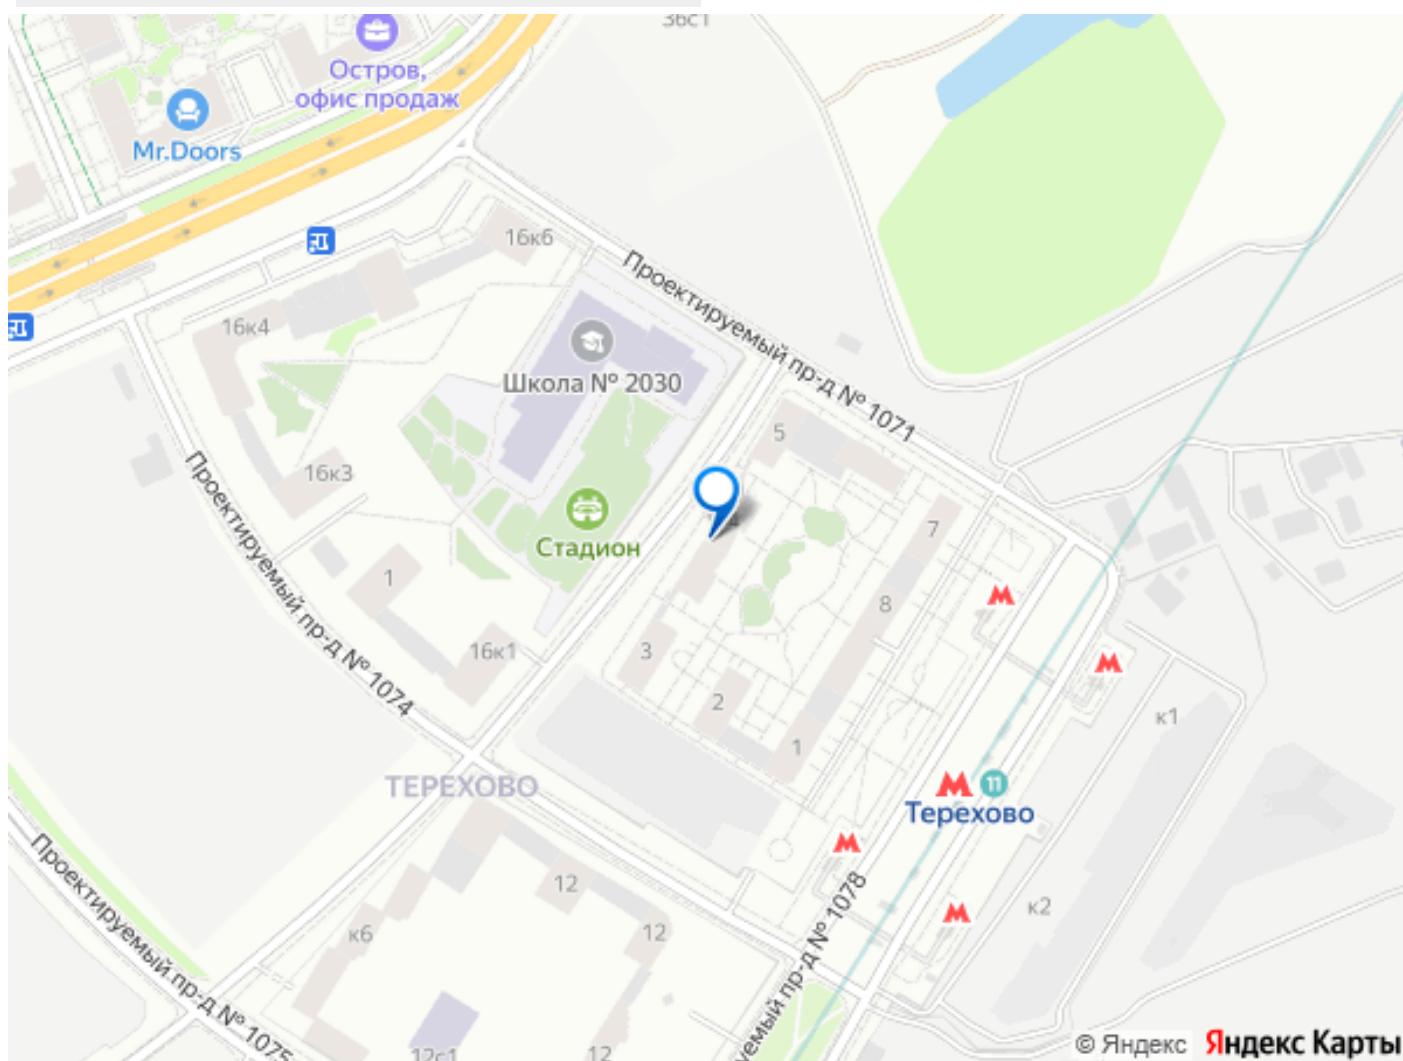 36с1
Остров,
офис продаж
Mr.Doors
16к6
Проектируемый пр-д № 1071
16к4
Школа № 2030
5
16к3
Проектируемый пр-д № 1074
7
Стадион
1
8
16к1
3
2
к1
1
ТЕРЕХОВО
11
Терехово
Проектируемый пр-д № 1075
12
к6
12
к2
уемый пр-д № 1078
12с1
12
© Яндекс Яндекс Карты